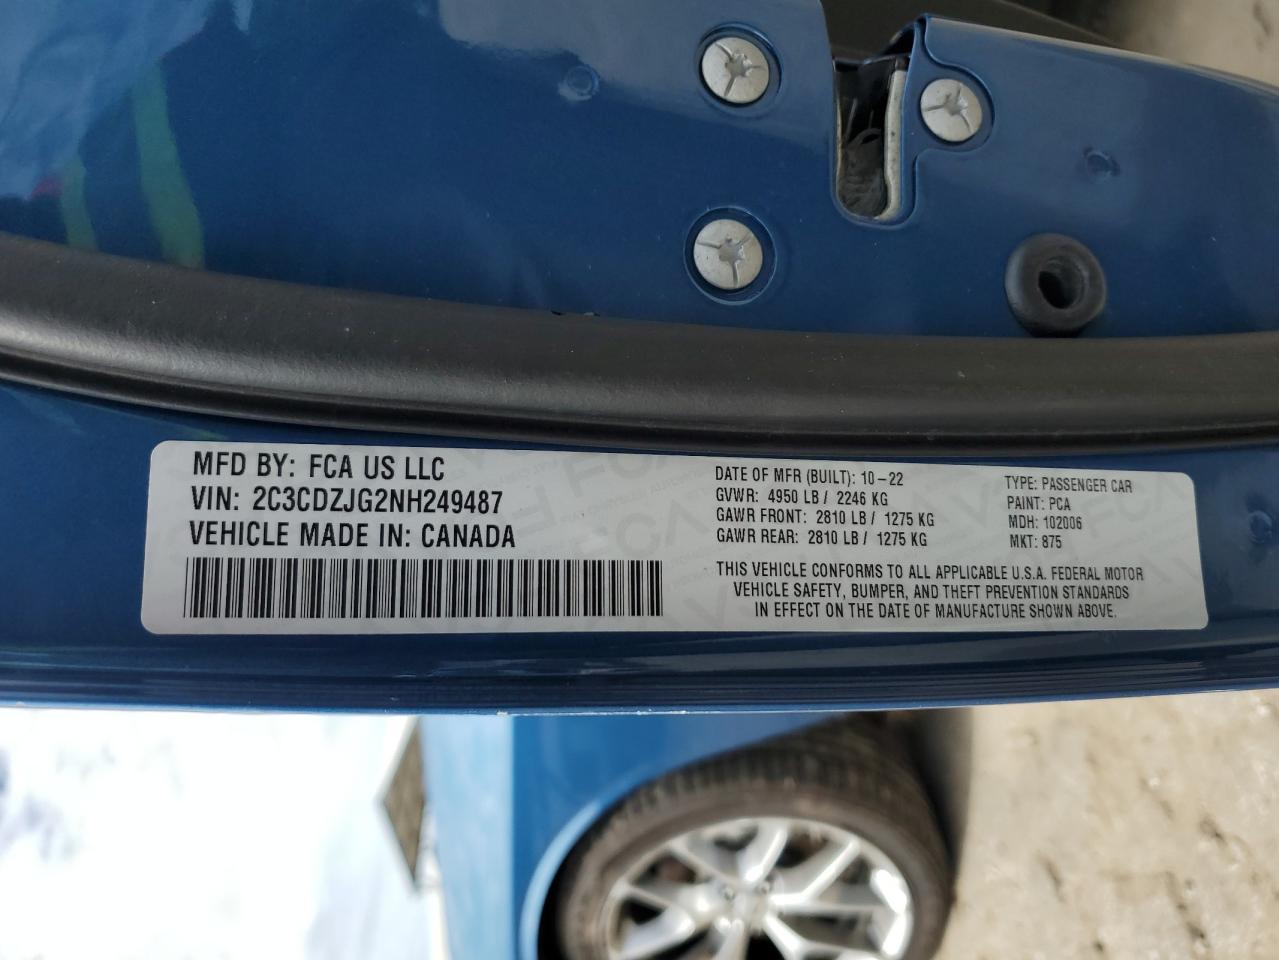 MFD BY: FCA US LLC
VIN: 2C3CDZJG2NH249487
VEHICLE MADE IN: CANADA
DATE OF MFR (BUILT): 10-22
GVWR: 4950 LB / 2246 KG
GAWR FRONT: 2810 LB / 1275 KG
GAWR REAR: 2810 LB / 1275 KG
TYPE: PASSENGER CAR
PAINT: PCA
MDH: 102006
MKT: 875
THIS VEHICLE CONFORMS TO ALL APPLICABLE U.S.A. FEDERAL MOTOR
VEHICLE SAFETY, BUMPER, AND THEFT PREVENTION STANDARDS
IN EFFECT ON THE DATE OF MANUFACTURE SHOWN ABOVE.